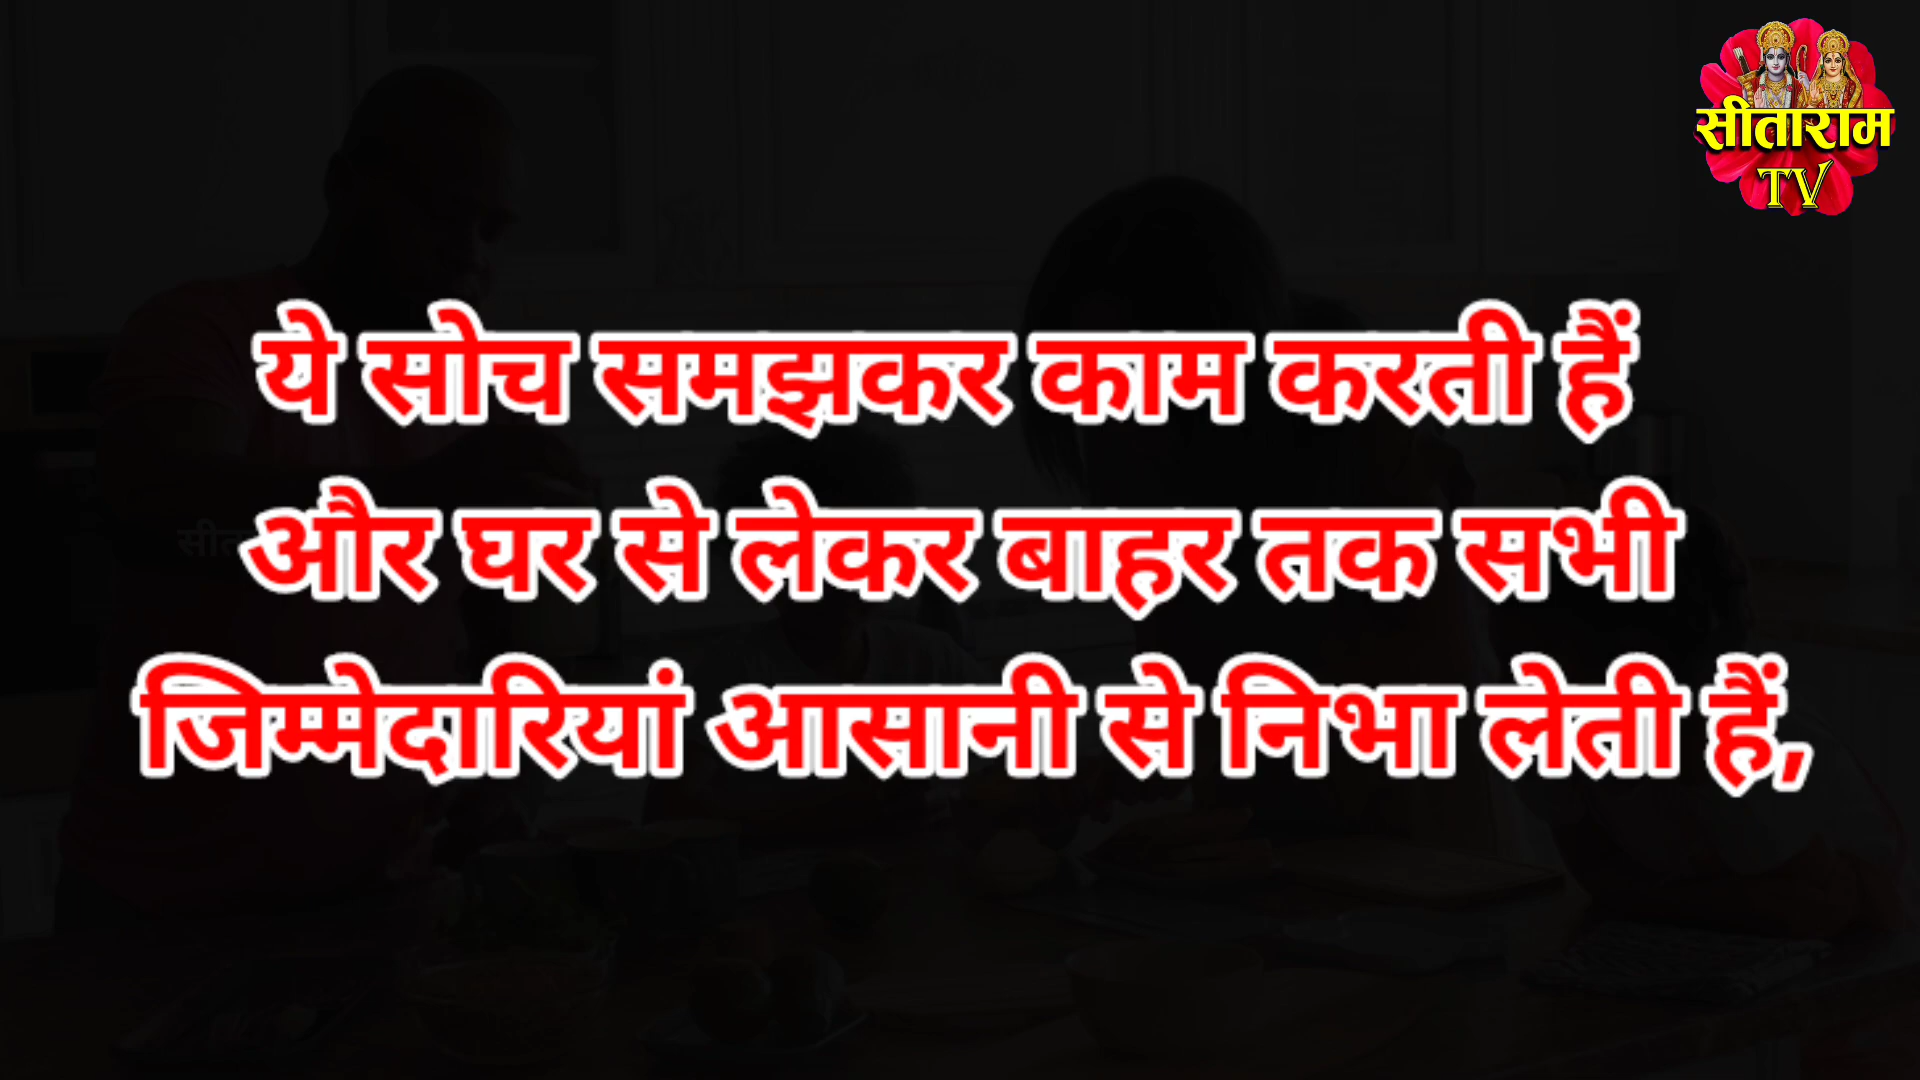 सीताराम
TV
ये सोच समझकर काम करती हैं
और घर से लेकर बाहर तक सभी
जिम्मेदारियां आसानी से निभा लेती हैं,